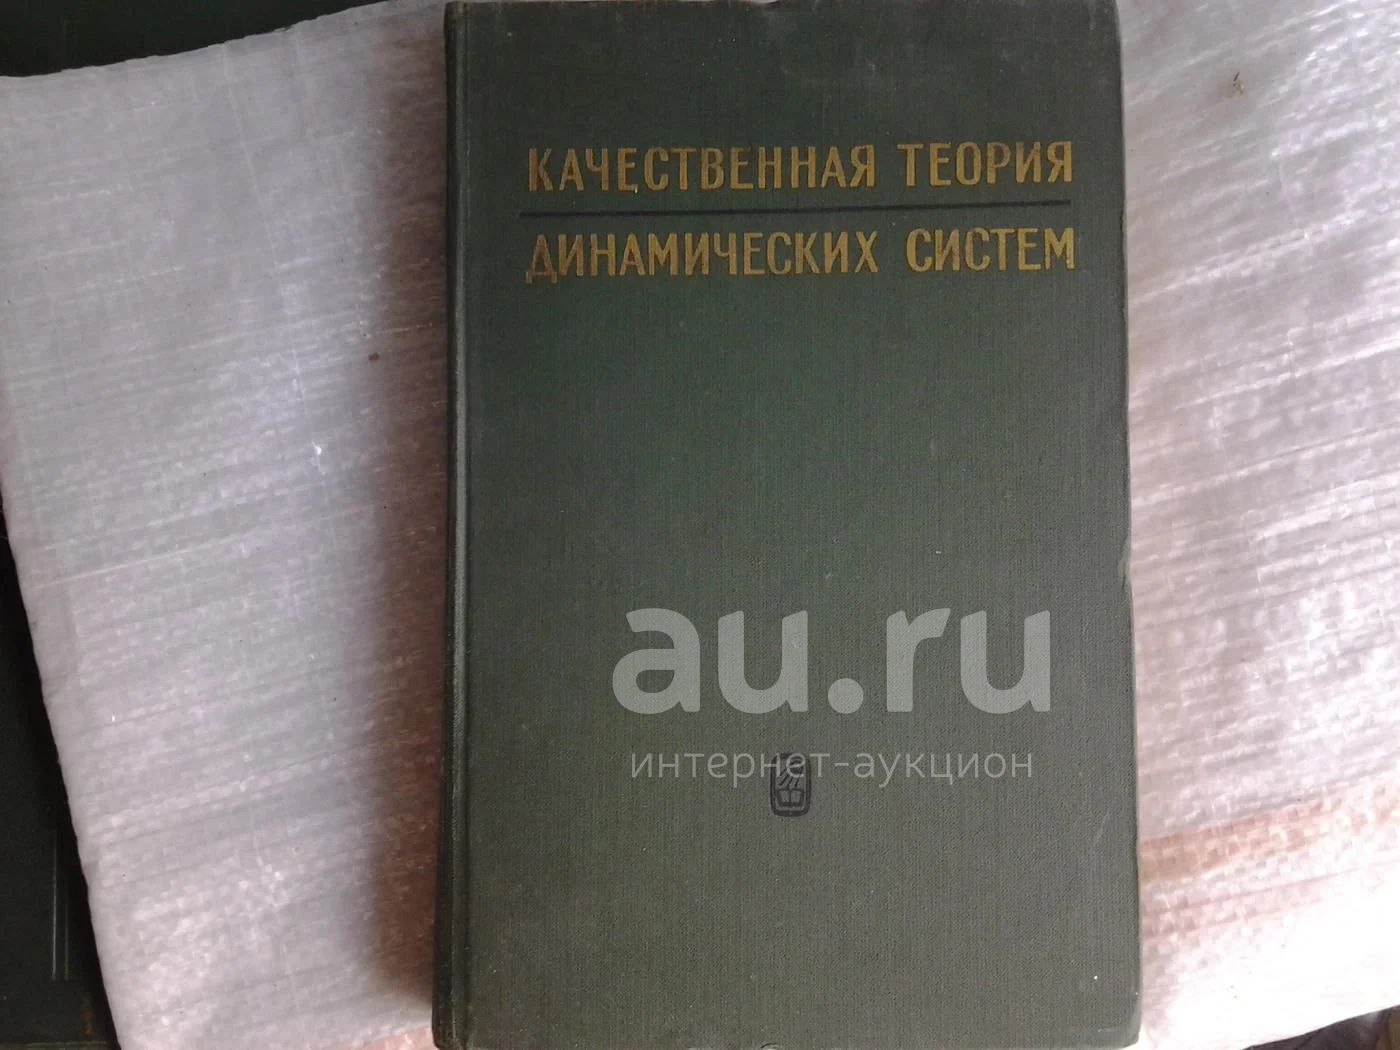 КАЧЕСТВЕННАЯ ТЕОРИЯ
ДИНАМИЧЕСКИХ СИСТЕМ
au.ru
интернет-аукцион